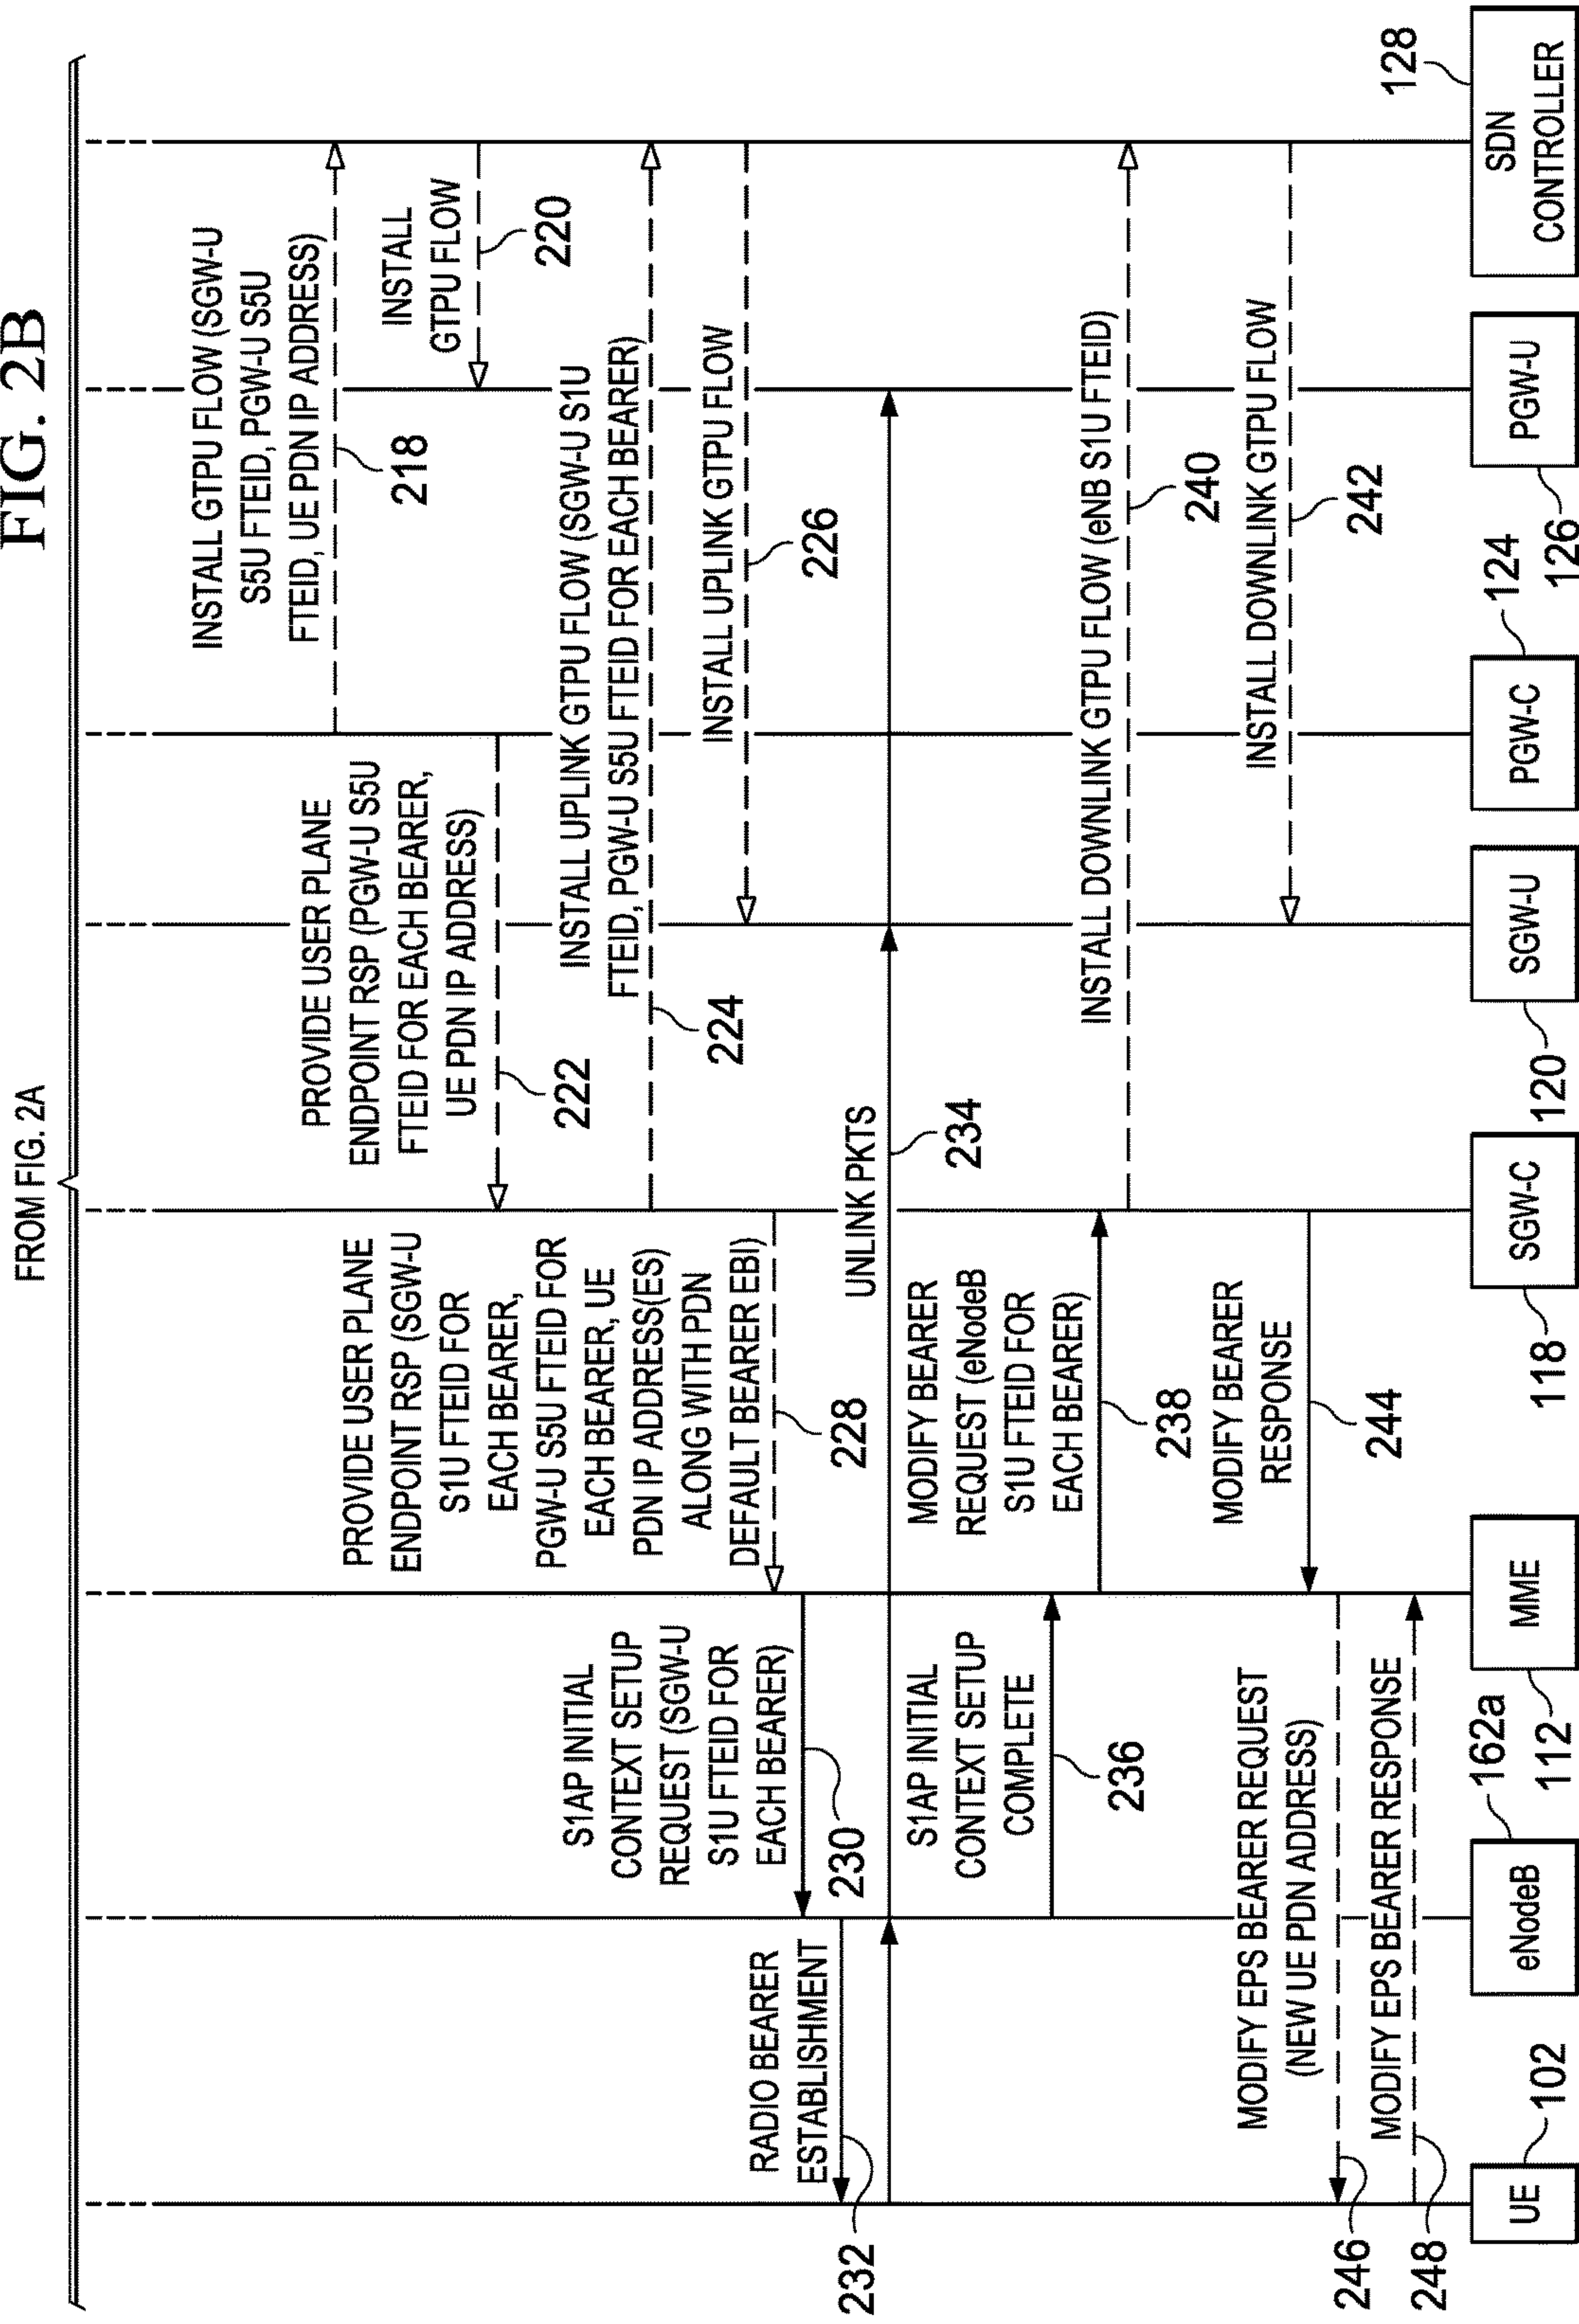 FIG. 2B
FROM FIG. 2A
INSTALL GTPU FLOW (SGW-U
S5U FTEID, PGW-U S5U
FTEID, UE PDN IP ADDRESS)
218
INSTALL
GTPU FLOW
220
PROVIDE USER PLANE
ENDPOINT RSP (PGW-U S5U
FTEID FOR EACH BEARER,
UE PDN IP ADDRESS)
222
INSTALL UPLINK GTPU FLOW (SGW-U S1U
FTEID, PGW-U S5U FTEID FOR EACH BEARER)
224
INSTALL UPLINK GTPU FLOW
226
PROVIDE USER PLANE
ENDPOINT RSP (SGW-U
S1U FTEID FOR
EACH BEARER,
PGW-U S5U FTEID FOR
EACH BEARER, UE
PDN IP ADDRESS(ES)
ALONG WITH PDN
DEFAULT BEARER EBI)
228
S1AP INITIAL
CONTEXT SETUP
REQUEST (SGW-U
S1U FTEID FOR
EACH BEARER)
230
RADIO BEARER
ESTABLISHMENT
232
UNLINK PKTS
234
S1AP INITIAL
CONTEXT SETUP
COMPLETE
236
MODIFY BEARER
REQUEST (eNodeB
S1U FTEID FOR
EACH BEARER)
238
INSTALL DOWNLINK GTPU FLOW (eNB S1U FTEID)
240
INSTALL DOWNLINK GTPU FLOW
242
MODIFY BEARER
RESPONSE
244
MODIFY EPS BEARER REQUEST
(NEW UE PDN ADDRESS)
246
MODIFY EPS BEARER RESPONSE
248
UE
102
eNodeB
162a
MME
112
SGW-C
118
SGW-U
120
PGW-C
124
PGW-U
126
SDN
CONTROLLER
128